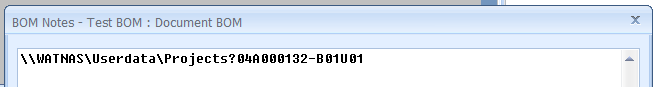 BOM Notes - Test BOM : Document BOM
\\WATNAS\Userdata\Projects?04A000132-B01U01